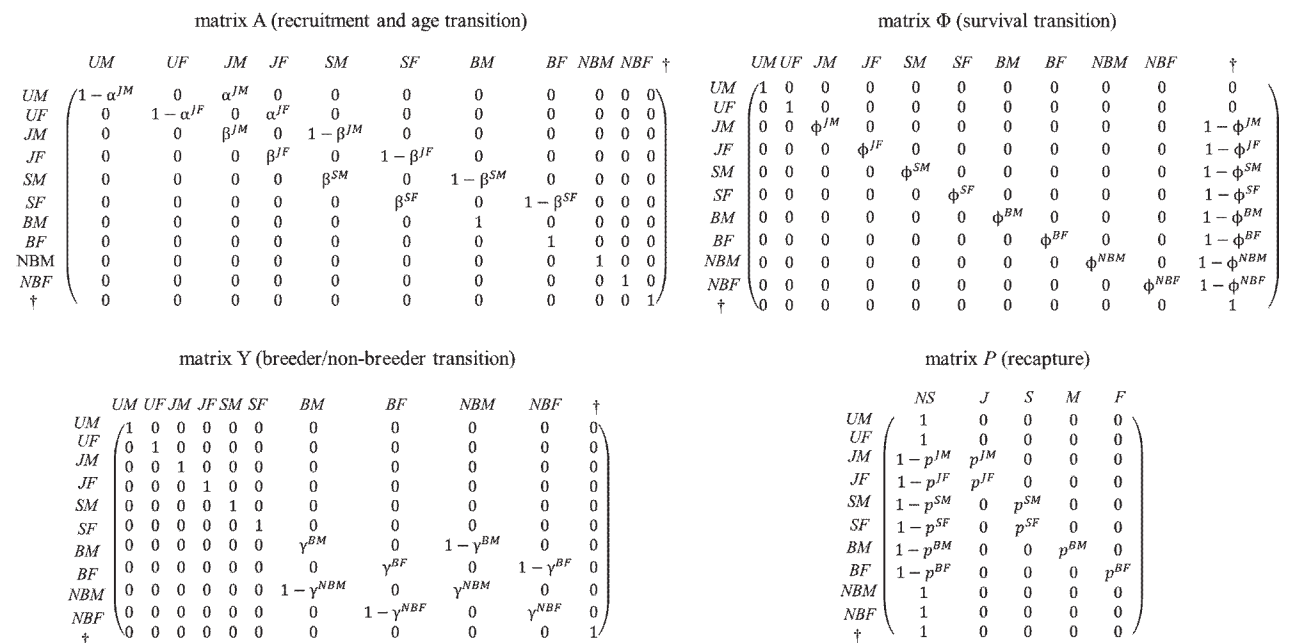 matrix A (recruitment and age transition)
UM UF JM JF SM SF BM BF NBM NBF †
UM 1 − α^JM 0 α^JM 0 0 0 0 0 0 0 0
UF 0 1 − α^JF 0 α^JF 0 0 0 0 0 0 0
JM 0 0 β^JM 0 1 − β^JM 0 0 0 0 0 0
JF 0 0 0 β^JF 0 1 − β^JF 0 0 0 0 0
SM 0 0 0 0 β^SM 0 1 − β^SM 0 0 0 0
SF 0 0 0 0 0 β^SF 0 1 − β^SF 0 0 0
BM 0 0 0 0 0 0 1 0 0 0 0
BF 0 0 0 0 0 0 0 1 0 0 0
NBM 0 0 0 0 0 0 0 0 1 0 0
NBF 0 0 0 0 0 0 0 0 0 1 0
† 0 0 0 0 0 0 0 0 0 0 1
matrix Φ (survival transition)
UM UF JM JF SM SF BM BF NBM NBF †
UM 1 0 0 0 0 0 0 0 0 0 0
UF 0 1 0 0 0 0 0 0 0 0 0
JM 0 0 ϕ^JM 0 0 0 0 0 0 0 1 − ϕ^JM
JF 0 0 0 ϕ^JF 0 0 0 0 0 0 1 − ϕ^JF
SM 0 0 0 0 ϕ^SM 0 0 0 0 0 1 − ϕ^SM
SF 0 0 0 0 0 ϕ^SF 0 0 0 0 1 − ϕ^SF
BM 0 0 0 0 0 0 ϕ^BM 0 0 0 1 − ϕ^BM
BF 0 0 0 0 0 0 0 ϕ^BF 0 0 1 − ϕ^BF
NBM 0 0 0 0 0 0 0 0 ϕ^NBM 0 1 − ϕ^NBM
NBF 0 0 0 0 0 0 0 0 0 ϕ^NBF 1 − ϕ^NBF
† 0 0 0 0 0 0 0 0 0 0 1
matrix Y (breeder/non-breeder transition)
UM UF JM JF SM SF BM BF NBM NBF †
UM 1 0 0 0 0 0 0 0 0 0 0
UF 0 1 0 0 0 0 0 0 0 0 0
JM 0 0 1 0 0 0 0 0 0 0 0
JF 0 0 0 1 0 0 0 0 0 0 0
SM 0 0 0 0 1 0 0 0 0 0 0
SF 0 0 0 0 0 1 0 0 0 0 0
BM 0 0 0 0 0 0 γ^BM 0 1 − γ^BM 0 0
BF 0 0 0 0 0 0 0 γ^BF 0 1 − γ^BF 0
NBM 0 0 0 0 0 0 1 − γ^NBM 0 γ^NBM 0 0
NBF 0 0 0 0 0 0 0 1 − γ^NBF 0 γ^NBF 0
† 0 0 0 0 0 0 0 0 0 0 1
matrix P (recapture)
NS J S M F
UM 1 0 0 0 0
UF 1 0 0 0 0
JM 1 − p^JM p^JM 0 0 0
JF 1 − p^JF p^JF 0 0 0
SM 1 − p^SM 0 p^SM 0 0
SF 1 − p^SF 0 p^SF 0 0
BM 1 − p^BM 0 0 p^BM 0
BF 1 − p^BF 0 0 0 p^BF
NBM 1 0 0 0 0
NBF 1 0 0 0 0
† 1 0 0 0 0